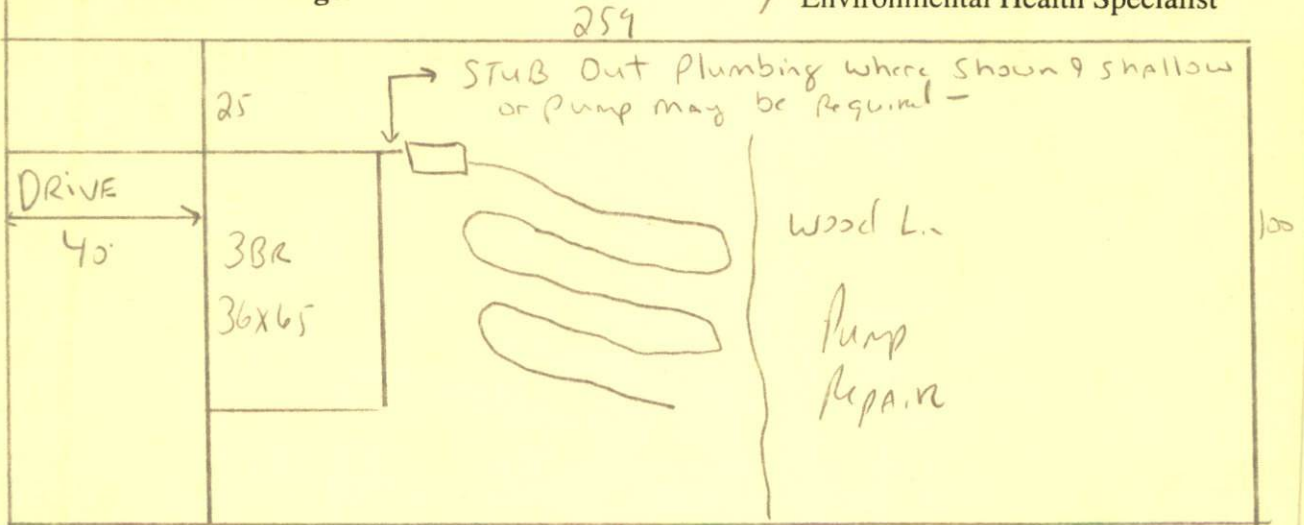 Environmental Health Specialist
259
STUB Out Plumbing where Shown & Shallow
or Pump may be Required -
25
DRIVE
40'
3BR
36x65
Wood Ln
100
Pump
Repair